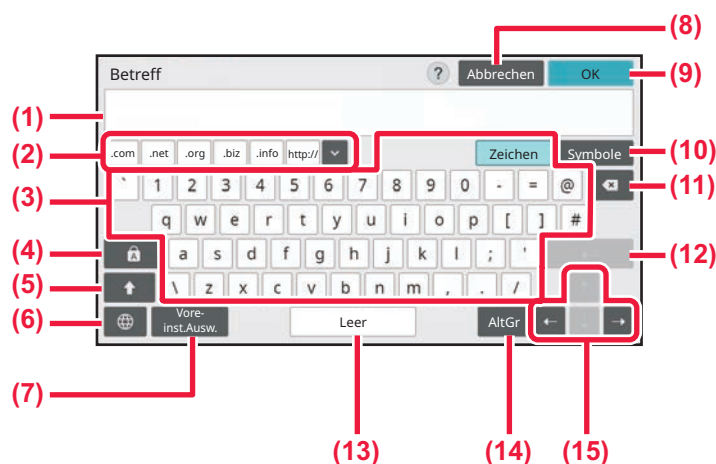 (8)
Betreff ? Abbrechen OK (9)
(1)
(2) .com .net .org .biz .info http:// Zeichen Symbole (10)
(3) ` 1 2 3 4 5 6 7 8 9 0 - = @ (11)
q w e r t y u i o p [ ] #
(4) A a s d f g h j k l ; ' (12)
(5) \ z x c v b n m , . /
(6) Vore-
inst.Ausw. Leer AltGr ← →
(7)
(13) (14) (15)